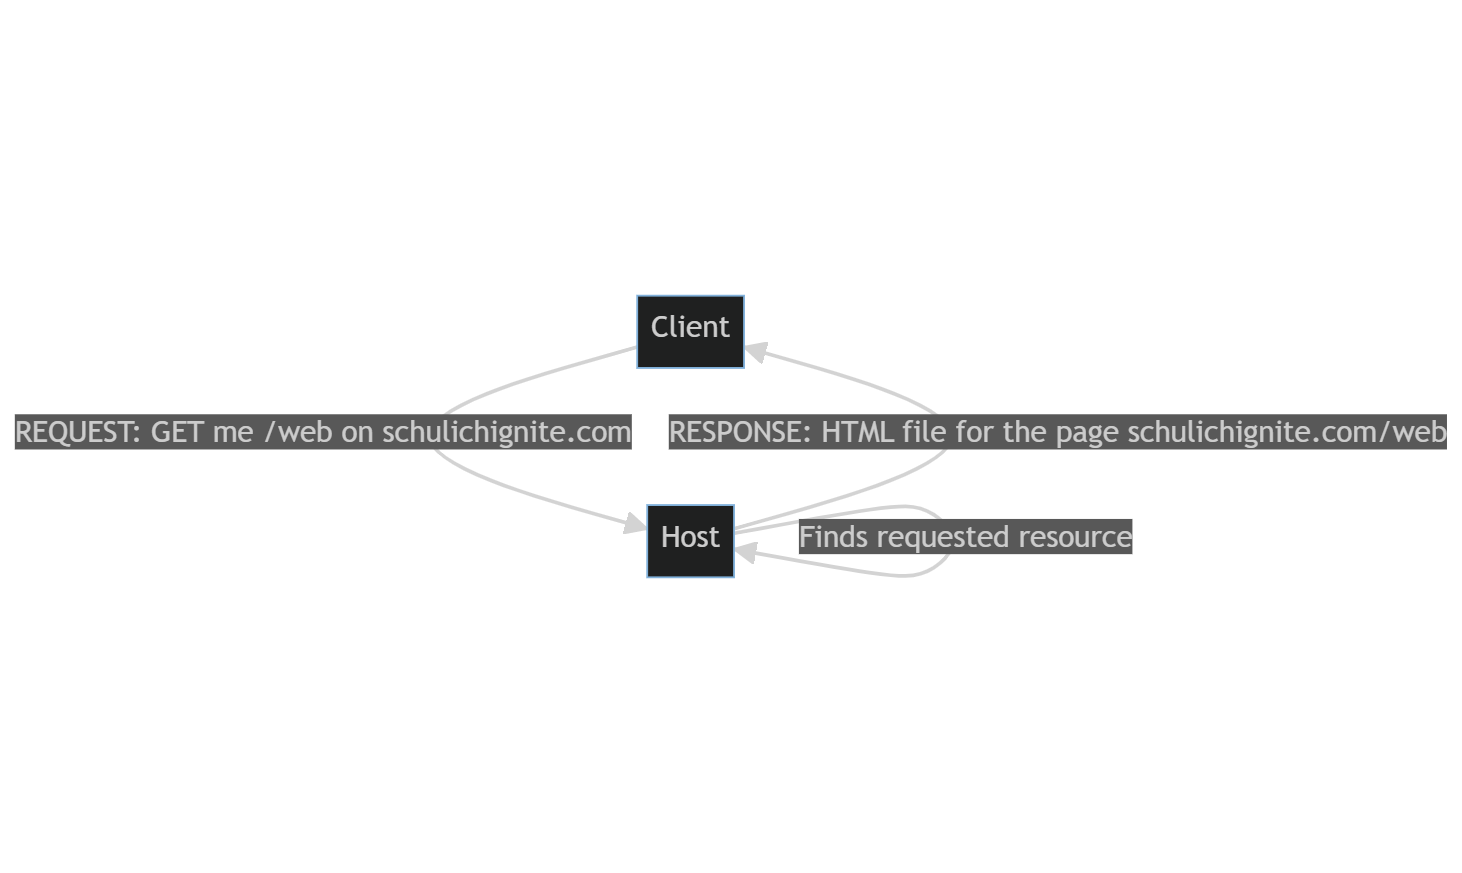 Client
REQUEST: GET me /web on schulichignite.com
RESPONSE: HTML file for the page schulichignite.com/web
Host
Finds requested resource